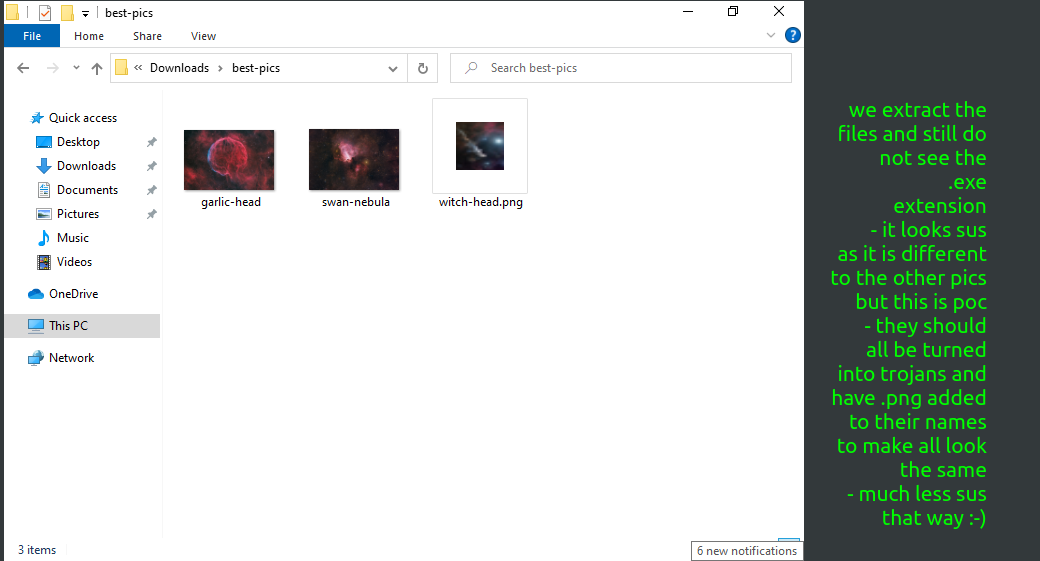 best-pics
File Home Share View
« Downloads › best-pics
Search best-pics
Quick access
Desktop
Downloads
Documents
Pictures
Music
Videos
OneDrive
This PC
Network
garlic-head
swan-nebula
witch-head.png
3 items
6 new notifications
we extract the
files and still do
not see the
.exe
extension
- it looks sus
as it is different
to the other pics
but this is poc
- they should
all be turned
into trojans and
have .png added
to their names
to make all look
the same
- much less sus
that way :-)